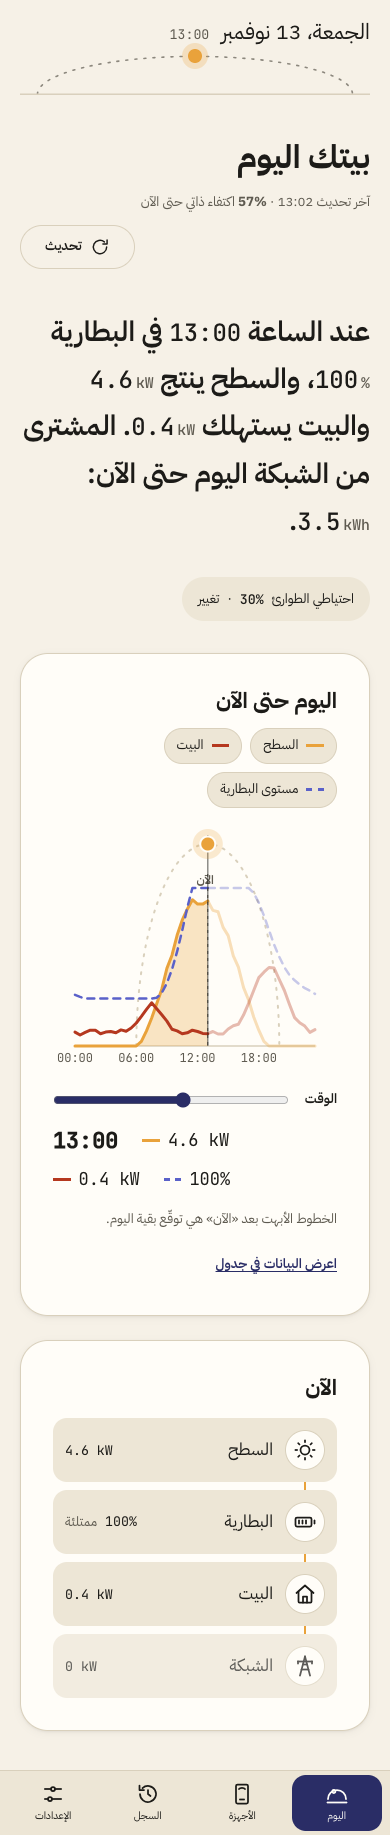 الجمعة، 13 نوفمبر 13:00
بيتك اليوم
آخر تحديث 13:02 · 57% اكتفاء ذاتي حتى الآن
تحديث
عند الساعة 13:00 في البطارية
100%، والسطح ينتج 4.6 kW
والبيت يستهلك 0.4 kW. المشترى
من الشبكة اليوم حتى الآن:
3.5 kWh.
احتياطي الطوارئ 30% · تغيير
اليوم حتى الآن
السطح
البيت
مستوى البطارية
الآن
00:00 06:00 12:00 18:00
الوقت
13:00 4.6 kW
0.4 kW 100%
الخطوط الأبهت بعد «الآن» هي توقّع بقية اليوم.
اعرض البيانات في جدول
الآن
السطح 4.6 kW
البطارية 100% ممتلئة
البيت 0.4 kW
الشبكة 0 kW
اليوم
الأجهزة
السجل
الإعدادات